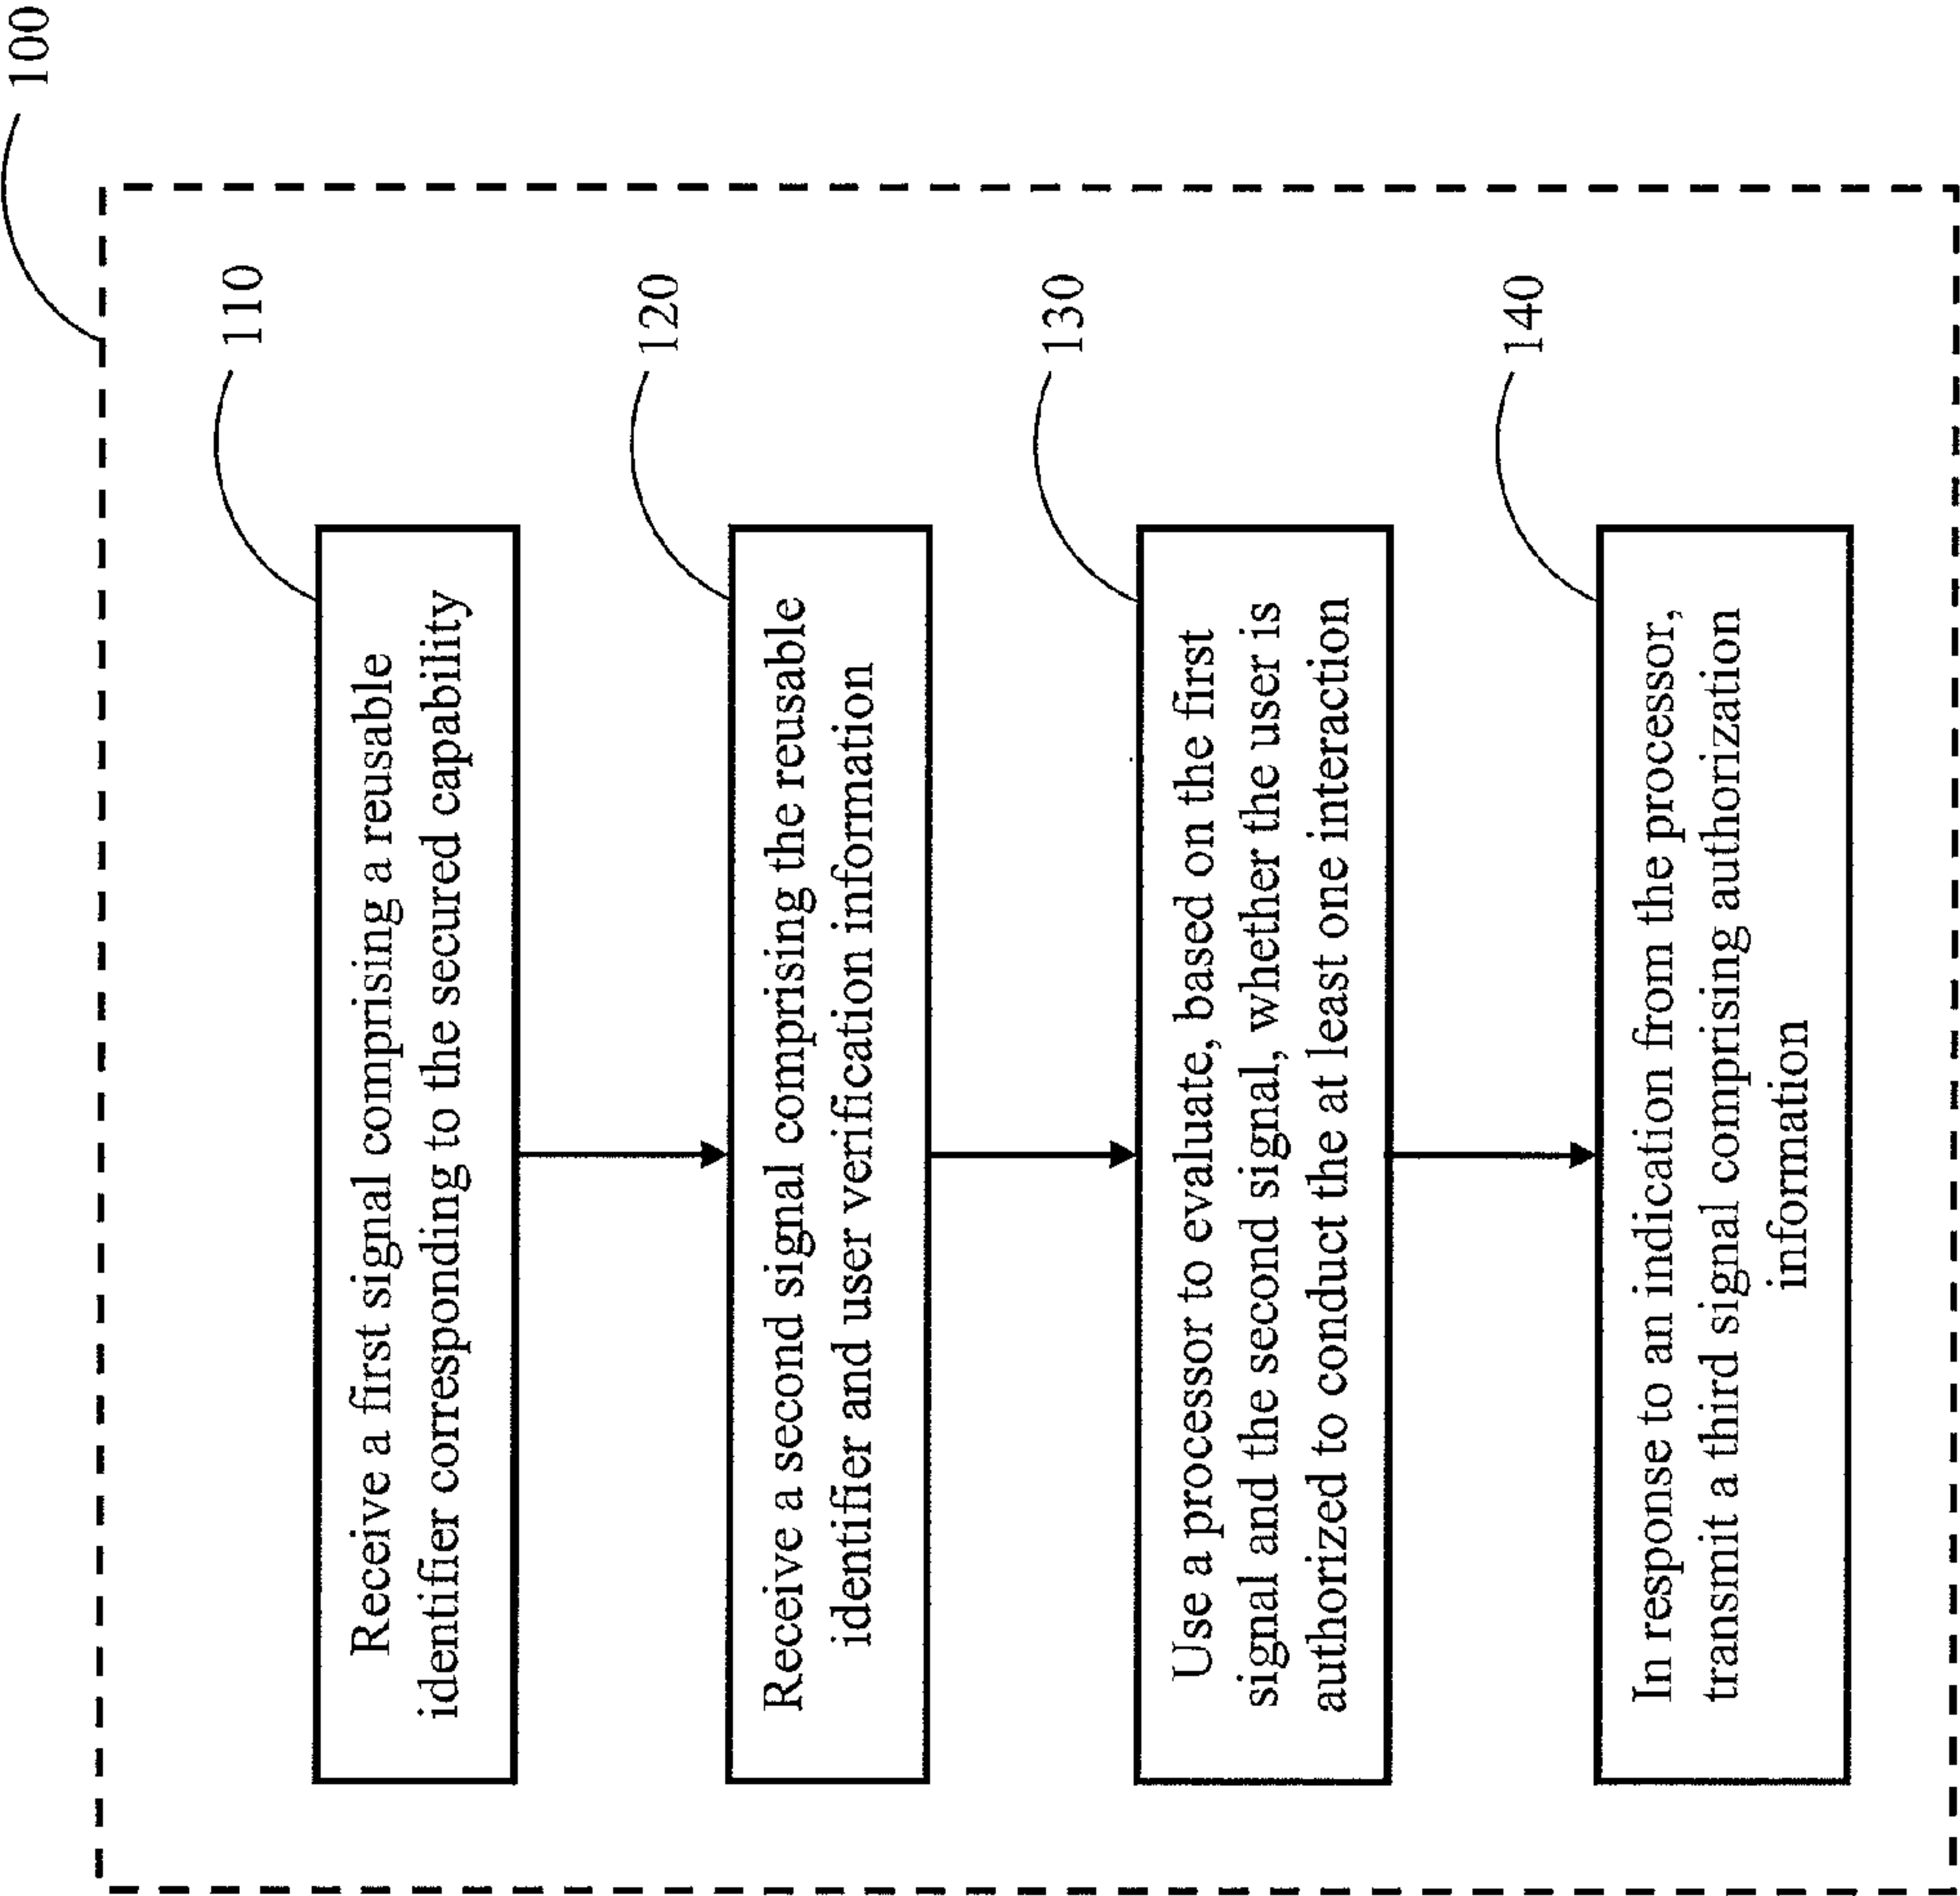 100
110
Receive a first signal comprising a reusable
identifier corresponding to the secured capability
120
Receive a second signal comprising the reusable
identifier and user verification information
130
Use a processor to evaluate, based on the first
signal and the second signal, whether the user is
authorized to conduct the at least one interaction
140
In response to an indication from the processor,
transmit a third signal comprising authorization
information